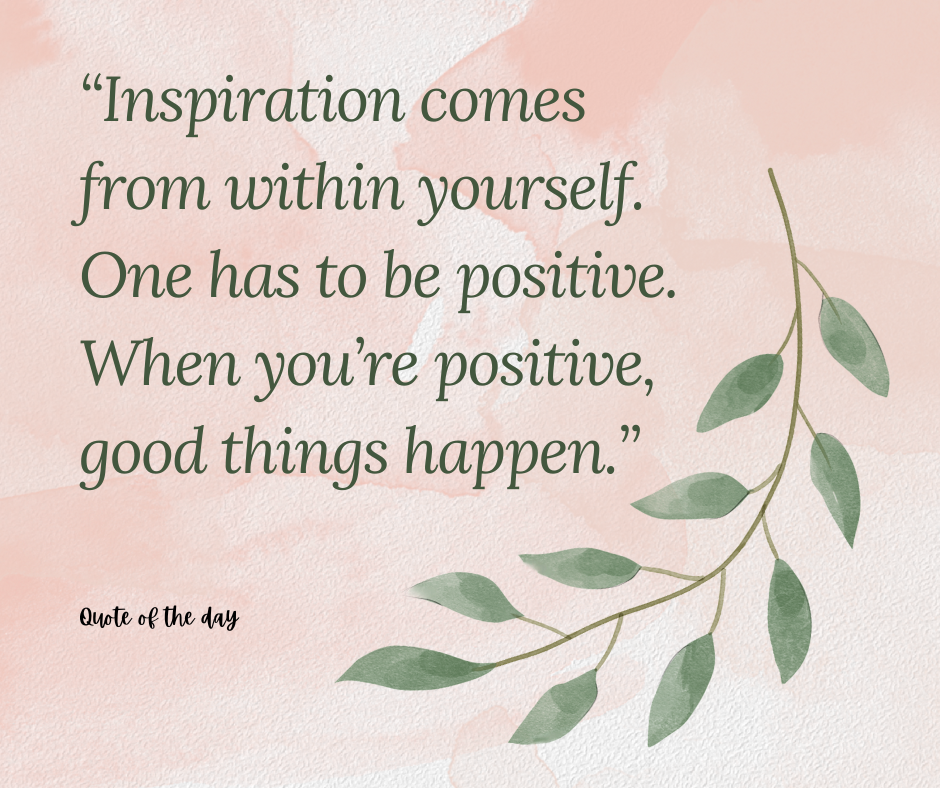 “Inspiration comes
from within yourself.
One has to be positive.
When you’re positive,
good things happen.”
Quote of the day